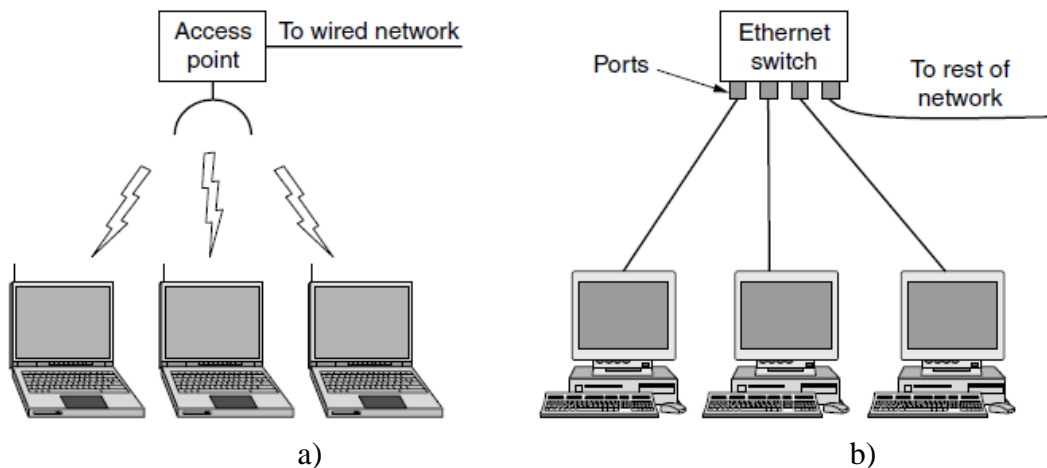 Access
point
To wired network
a)
Ethernet
switch
Ports
To rest of
network
b)